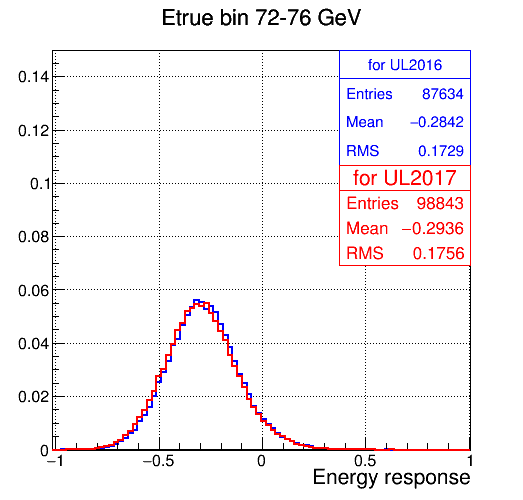 Etrue bin 72-76 GeV
for UL2016
Entries 87634
Mean −0.2842
RMS 0.1729
for UL2017
Entries 98843
Mean −0.2936
RMS 0.1756
0.14
0.12
0.1
0.08
0.06
0.04
0.02
0
−1 −0.5 0 0.5 1
Energy response